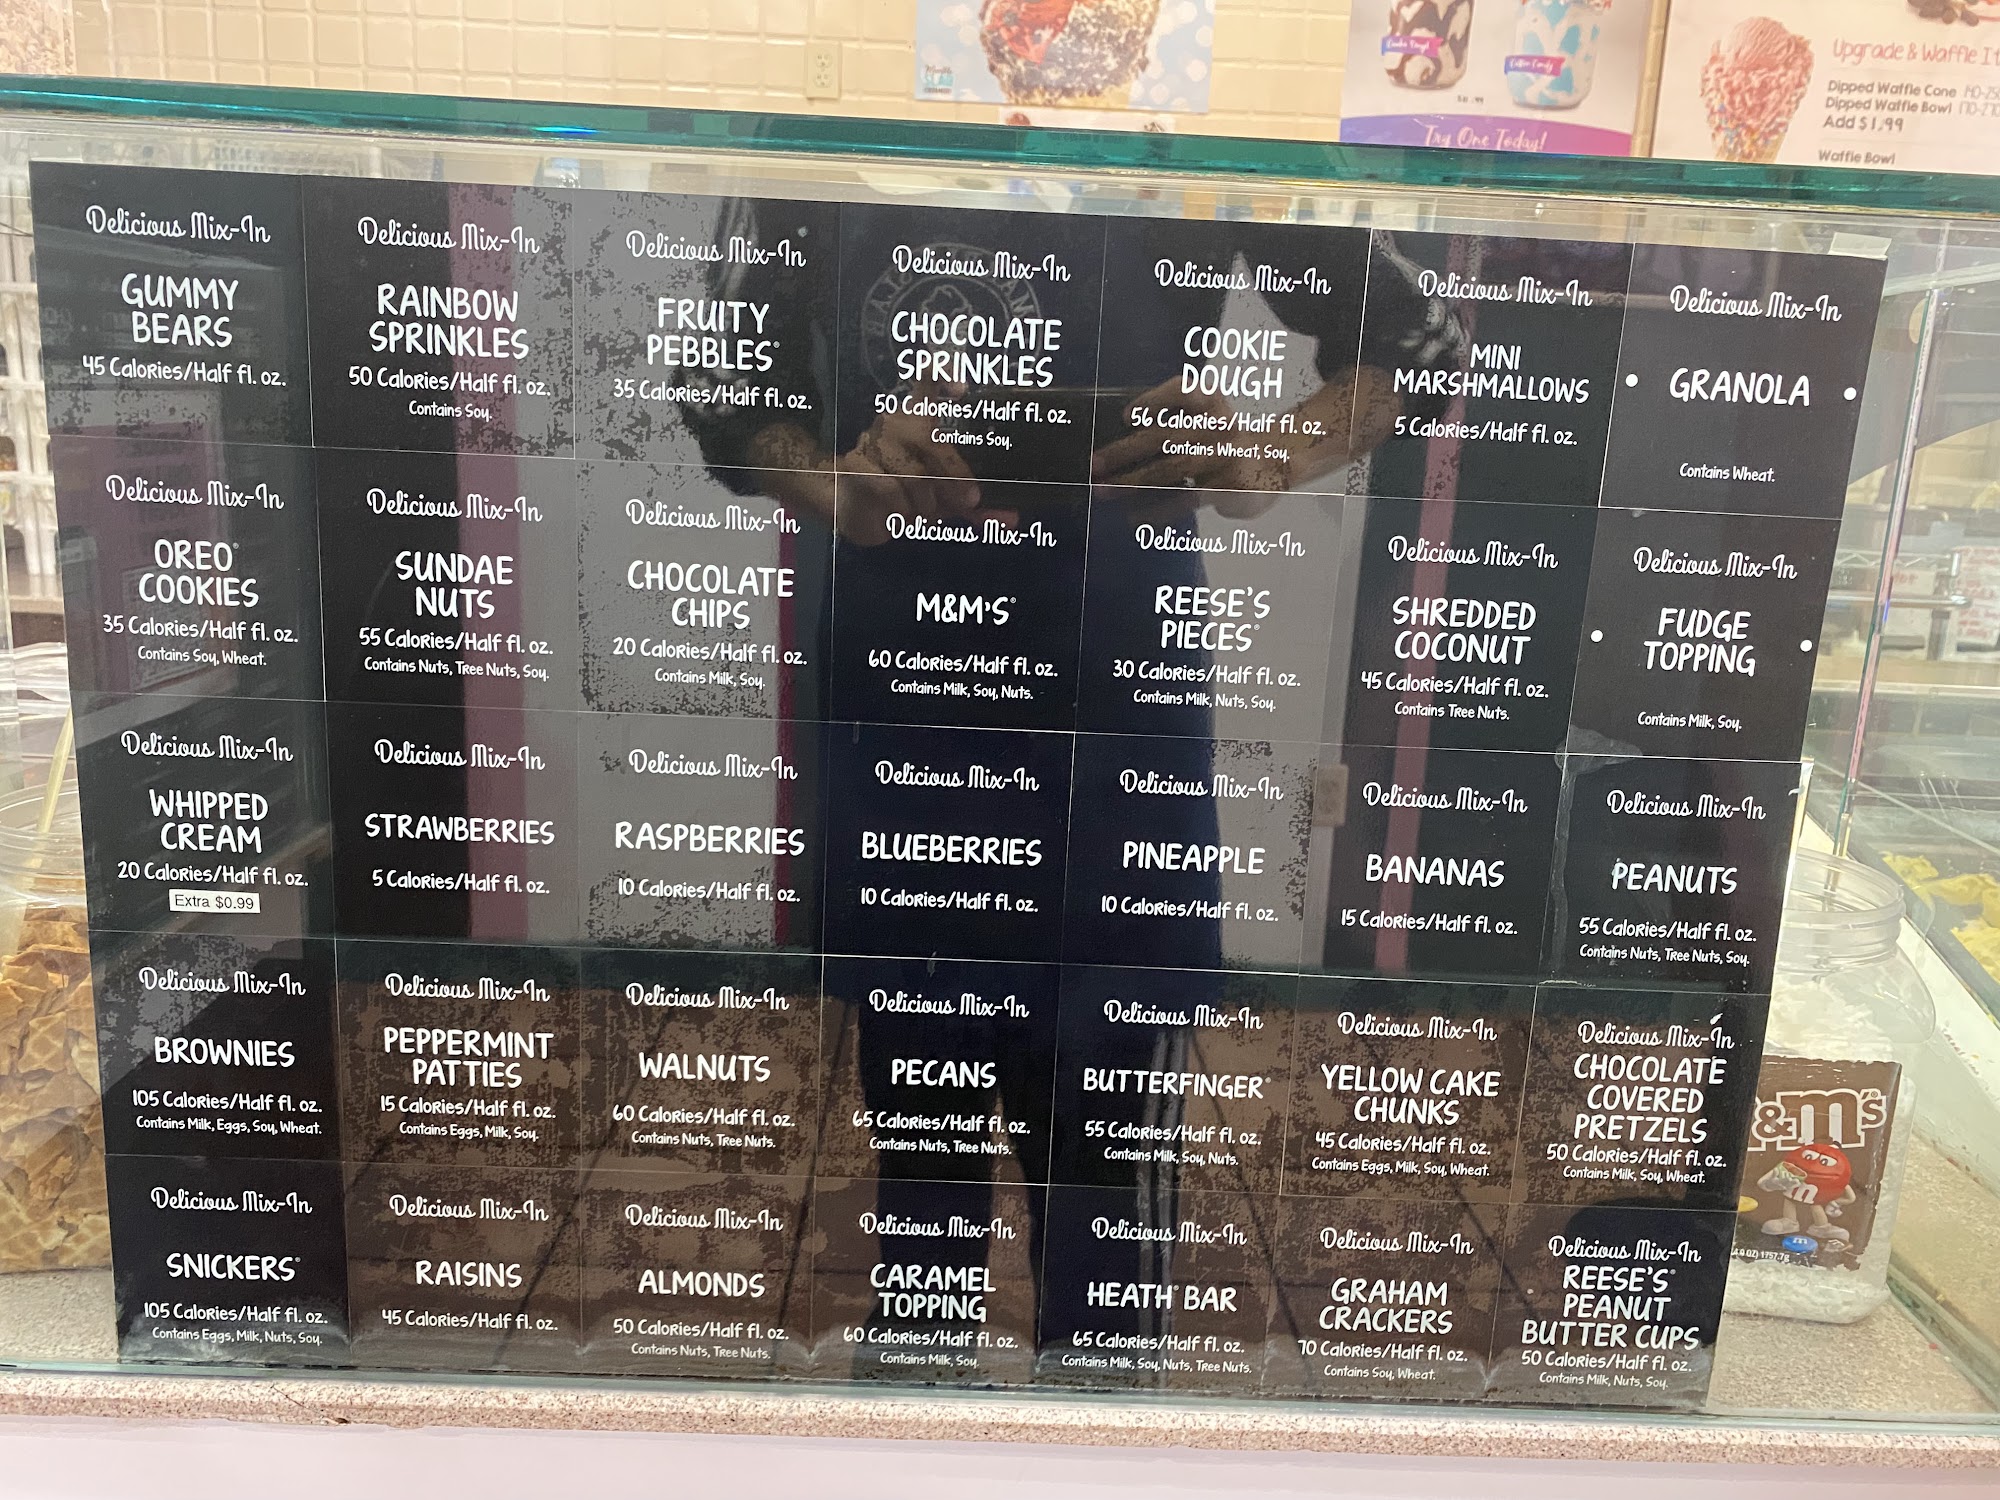 Cookie Dough
Cotton Candy
Try One Today!
Upgrade & Waffle It
Dipped Waffle Cone
Dipped Waffle Bowl
Add $1.99
Waffle Bowl
Delicious Mix-In
GUMMY
BEARS
45 Calories/Half fl. oz.
Delicious Mix-In
RAINBOW
SPRINKLES
50 Calories/Half fl. oz.
Contains Soy.
Delicious Mix-In
FRUITY
PEBBLES®
35 Calories/Half fl. oz.
Delicious Mix-In
CHOCOLATE
SPRINKLES
50 Calories/Half fl. oz.
Contains Soy.
Delicious Mix-In
COOKIE
DOUGH
56 Calories/Half fl. oz.
Contains Wheat, Soy.
Delicious Mix-In
MINI
MARSHMALLOWS
5 Calories/Half fl. oz.
Delicious Mix-In
• GRANOLA •
Contains Wheat.
Delicious Mix-In
OREO®
COOKIES
35 Calories/Half fl. oz.
Contains Soy, Wheat.
Delicious Mix-In
SUNDAE
NUTS
55 Calories/Half fl. oz.
Contains Nuts, Tree Nuts, Soy.
Delicious Mix-In
CHOCOLATE
CHIPS
20 Calories/Half fl. oz.
Contains Milk, Soy.
Delicious Mix-In
M&M'S®
60 Calories/Half fl. oz.
Contains Milk, Soy, Nuts.
Delicious Mix-In
REESE'S
PIECES®
30 Calories/Half fl. oz.
Contains Milk, Nuts, Soy.
Delicious Mix-In
SHREDDED
COCONUT
45 Calories/Half fl. oz.
Contains Tree Nuts.
Delicious Mix-In
• FUDGE •
TOPPING
Contains Milk, Soy.
Delicious Mix-In
WHIPPED
CREAM
20 Calories/Half fl. oz.
Extra $0.99
Delicious Mix-In
STRAWBERRIES
5 Calories/Half fl. oz.
Delicious Mix-In
RASPBERRIES
10 Calories/Half fl. oz.
Delicious Mix-In
BLUEBERRIES
10 Calories/Half fl. oz.
Delicious Mix-In
PINEAPPLE
10 Calories/Half fl. oz.
Delicious Mix-In
BANANAS
15 Calories/Half fl. oz.
Delicious Mix-In
PEANUTS
55 Calories/Half fl. oz.
Contains Nuts, Tree Nuts, Soy.
Delicious Mix-In
BROWNIES
105 Calories/Half fl. oz.
Contains Milk, Eggs, Soy, Wheat.
Delicious Mix-In
PEPPERMINT
PATTIES
15 Calories/Half fl. oz.
Contains Eggs, Milk, Soy.
Delicious Mix-In
WALNUTS
60 Calories/Half fl. oz.
Contains Nuts, Tree Nuts.
Delicious Mix-In
PECANS
65 Calories/Half fl. oz.
Contains Nuts, Tree Nuts.
Delicious Mix-In
BUTTERFINGER®
55 Calories/Half fl. oz.
Contains Milk, Soy, Nuts.
Delicious Mix-In
YELLOW CAKE
CHUNKS
45 Calories/Half fl. oz.
Contains Eggs, Milk, Soy, Wheat.
Delicious Mix-In
CHOCOLATE
COVERED
PRETZELS
50 Calories/Half fl. oz.
Contains Milk, Soy, Wheat.
Delicious Mix-In
SNICKERS®
105 Calories/Half fl. oz.
Contains Eggs, Milk, Nuts, Soy.
Delicious Mix-In
RAISINS
45 Calories/Half fl. oz.
Delicious Mix-In
ALMONDS
50 Calories/Half fl. oz.
Contains Nuts, Tree Nuts.
Delicious Mix-In
CARAMEL
TOPPING
60 Calories/Half fl. oz.
Contains Milk, Soy.
Delicious Mix-In
HEATH® BAR
65 Calories/Half fl. oz.
Contains Milk, Soy, Nuts, Tree Nuts.
Delicious Mix-In
GRAHAM
CRACKERS
70 Calories/Half fl. oz.
Contains Soy, Wheat.
Delicious Mix-In
REESE'S®
PEANUT
BUTTER CUPS
50 Calories/Half fl. oz.
Contains Milk, Nuts, Soy.
&m's
m
m
1757.7g